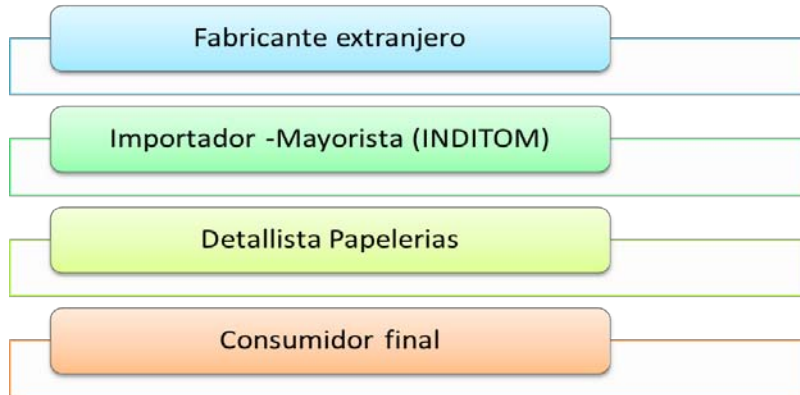 Fabricante extranjero
Importador -Mayorista (INDITOM)
Detallista Papelerias
Consumidor final